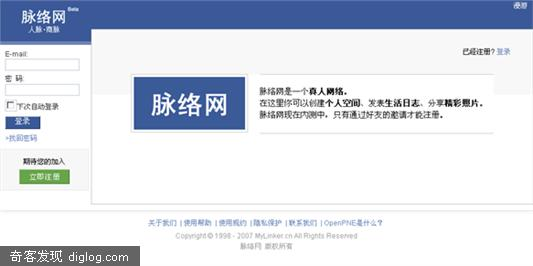 漫游
脉络网 Beta
人脉·商脉
E-mail:
密 码:
下次自动登录
登录
>找回密码
期待您的加入
立即注册
已经注册? 登录
脉络网
脉络网是一个真人网络。
在这里你可以创建个人空间、发表生活日志、分享精彩照片。
脉络网现在内测中,只有通过好友的邀请才能注册。
关于我们 | 使用帮助 | 使用规约 | 隐私保护 | 联系我们 | OpenPNE是什么?
Copyright © 1998 - 2007 MyLinker.cn All Rights Reserved
脉络网 版权所有
奇客发现 diglog.com